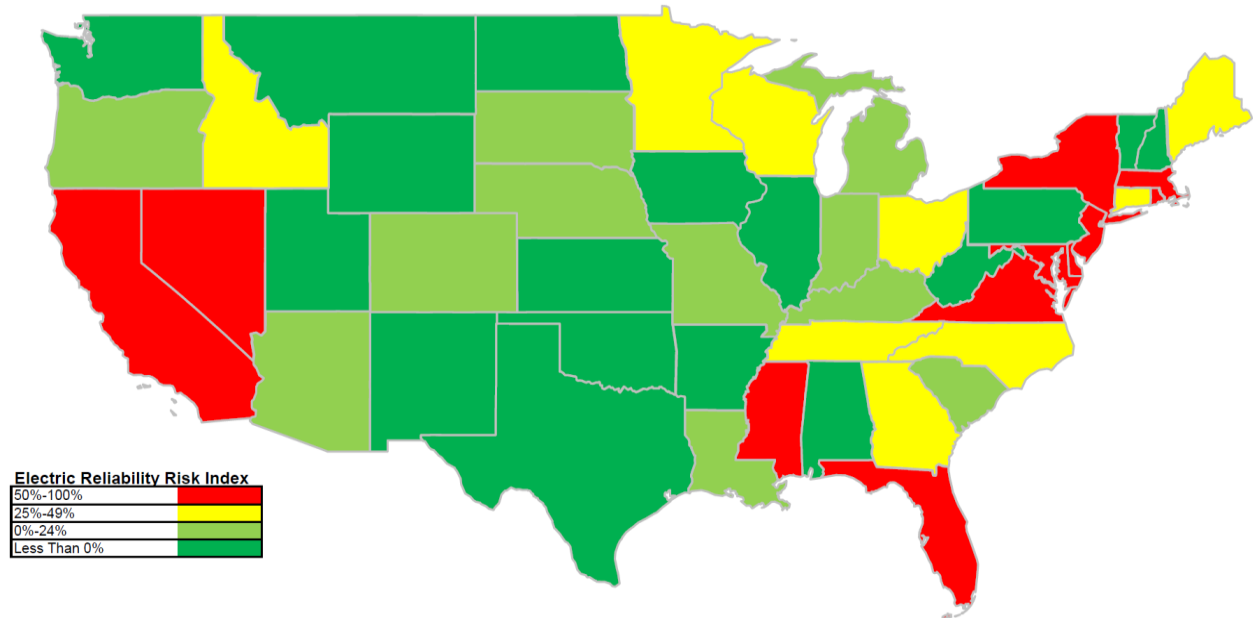 Electric Reliability Risk Index
50%-100%
25%-49%
0%-24%
Less Than 0%